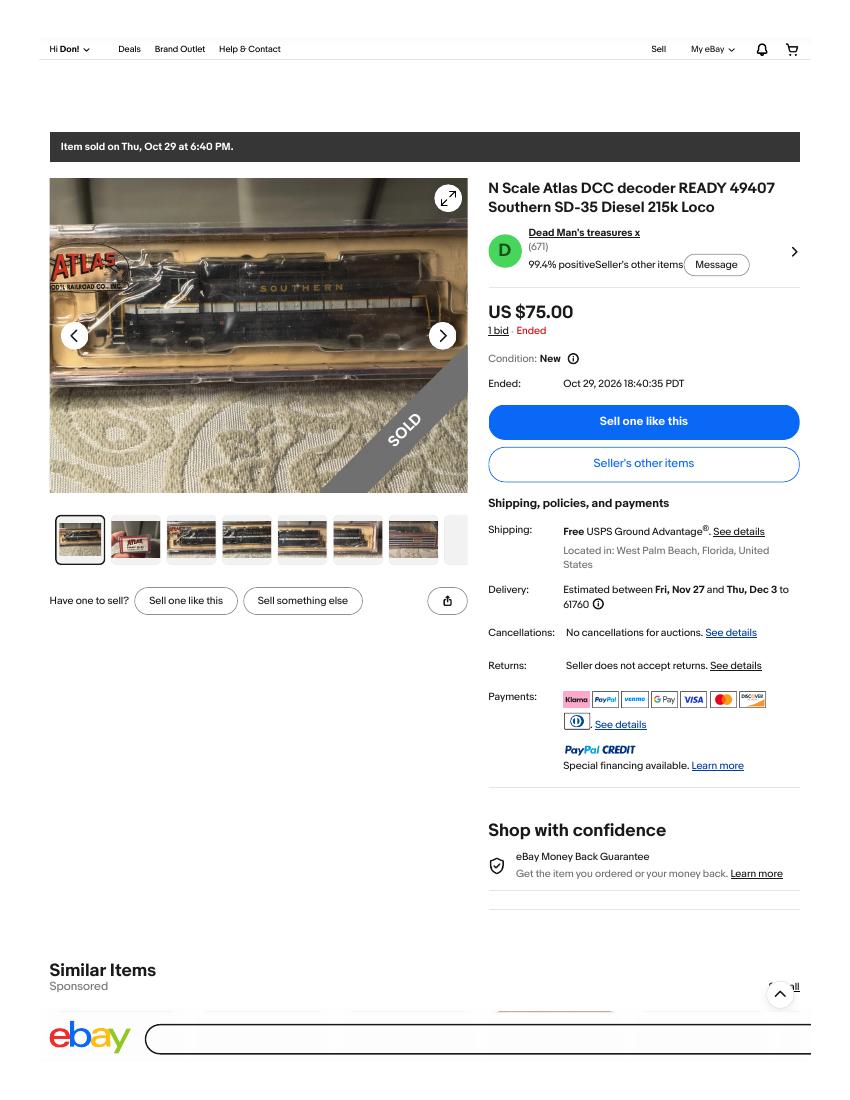 Hi Don!
Deals
Brand Outlet
Help & Contact
Sell
My eBay
Item sold on Thu, Oct 29 at 6:40 PM.
ATLAS
SOUTHERN
SOLD
N Scale Atlas DCC decoder READY 49407
Southern SD-35 Diesel 215k Loco
D
Dead Man's treasures x
(671)
99.4% positiveSeller's other items
Message
US $75.00
1 bid · Ended
Condition: New
Ended: Oct 29, 2026 18:40:35 PDT
Sell one like this
Seller's other items
Have one to sell?
Sell one like this
Sell something else
Shipping, policies, and payments
Shipping: Free USPS Ground Advantage®. See details
Located in: West Palm Beach, Florida, United
States
Delivery: Estimated between Fri, Nov 27 and Thu, Dec 3 to
61760
Cancellations: No cancellations for auctions. See details
Returns: Seller does not accept returns. See details
Payments: Klarna PayPal venmo G Pay VISA DISCOVER
. See details
PayPal CREDIT
Special financing available. Learn more
Shop with confidence
eBay Money Back Guarantee
Get the item you ordered or your money back. Learn more
Similar Items
Sponsored
ebay